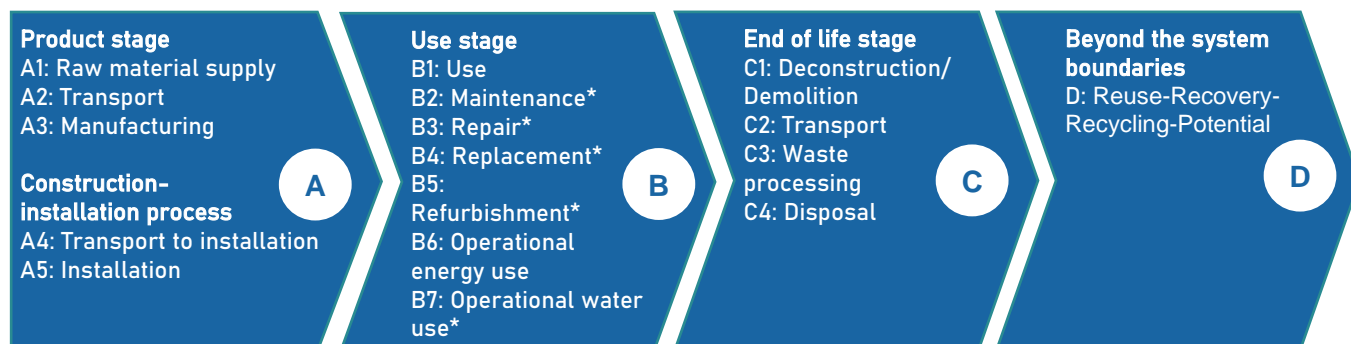 Product stage
A1: Raw material supply
A2: Transport
A3: Manufacturing
Construction-
installation process
A4: Transport to installation
A5: Installation
A
Use stage
B1: Use
B2: Maintenance*
B3: Repair*
B4: Replacement*
B5:
Refurbishment*
B6: Operational
energy use
B7: Operational water
use*
B
End of life stage
C1: Deconstruction/
Demolition
C2: Transport
C3: Waste
processing
C4: Disposal
C
Beyond the system
boundaries
D: Reuse-Recovery-
Recycling-Potential
D